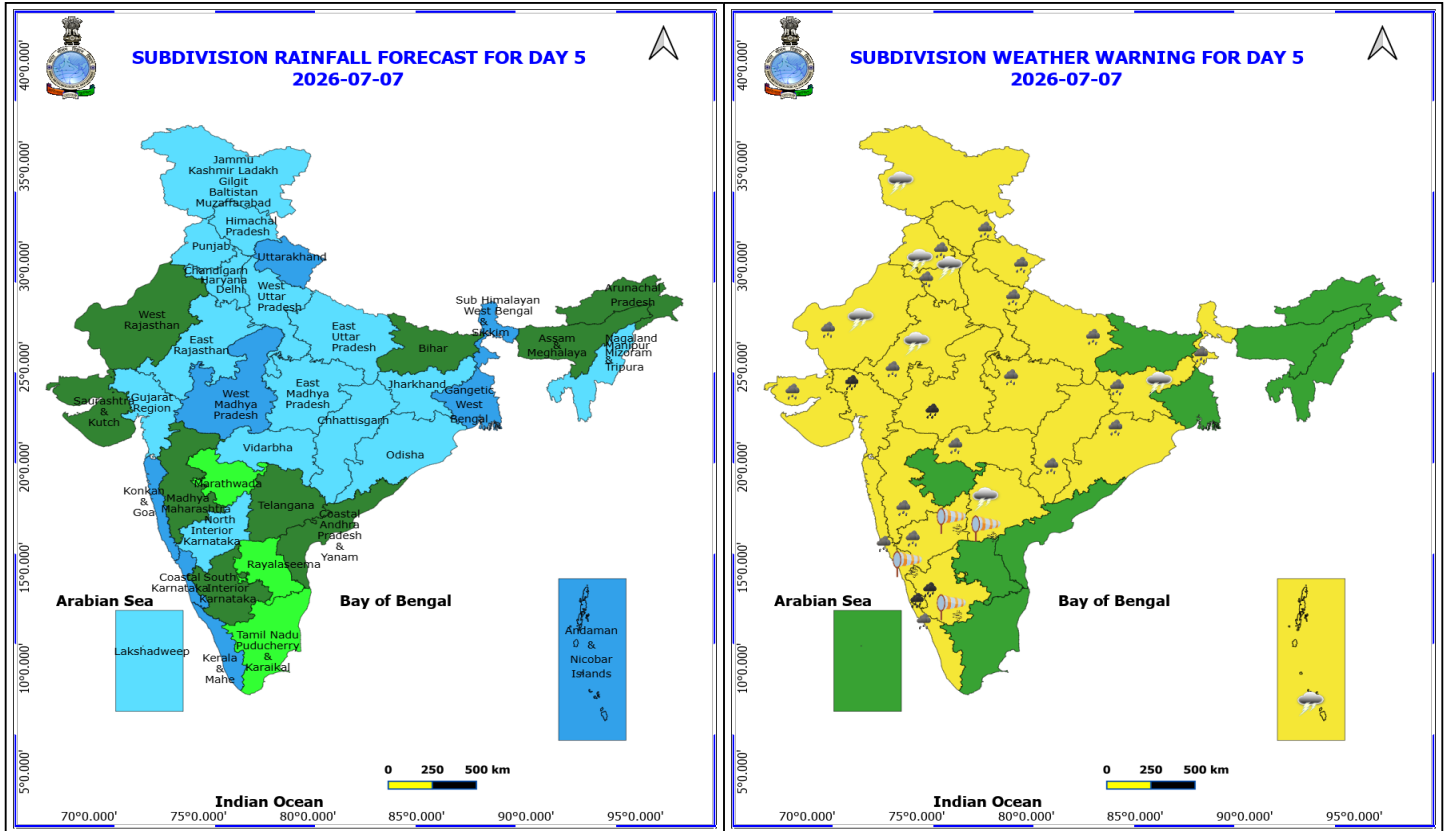 SUBDIVISION RAINFALL FORECAST FOR DAY 5
2026-07-07
40°0.000'
35°0.000'
30°0.000'
25°0.000'
20°0.000'
15°0.000'
10°0.000'
5°0.000'
Jammu
Kashmir Ladakh
Gilgit
Baltistan
Muzaffarabad
Himachal
Pradesh
Punjab
Uttarakhand
Chandigarh
Haryana
Delhi
West
Uttar
Pradesh
Arunachal
Pradesh
West
Rajasthan
Sub Himalayan
West Bengal
&
Sikkim
East
Uttar
Pradesh
East
Rajasthan
Bihar
Assam
&
Meghalaya
Nagaland
Manipur
Mizoram
&
Tripura
Saurashtra
&
Kutch
Gujarat
Region
West
Madhya
Pradesh
East
Madhya
Pradesh
Jharkhand
Gangetic
West
Bengal
Chhattisgarh
Vidarbha
Odisha
Konkan
&
Goa
Madhya
Maharashtra
Marathwada
Telangana
North
Interior
Karnataka
Coastal
Andhra
Pradesh
&
Yanam
Rayalaseema
Coastal
Karnataka
South
Interior
Karnataka
Arabian Sea
Bay of Bengal
Lakshadweep
Kerala
&
Mahe
Tamil Nadu
Puducherry
&
Karaikal
Andaman
&
Nicobar
Islands
0 250 500 km
Indian Ocean
70°0.000' 75°0.000' 80°0.000' 85°0.000' 90°0.000' 95°0.000'
SUBDIVISION WEATHER WARNING FOR DAY 5
2026-07-07
40°0.000'
35°0.000'
30°0.000'
25°0.000'
20°0.000'
15°0.000'
10°0.000'
5°0.000'
Arabian Sea
Bay of Bengal
0 250 500 km
Indian Ocean
70°0.000' 75°0.000' 80°0.000' 85°0.000' 90°0.000' 95°0.000'